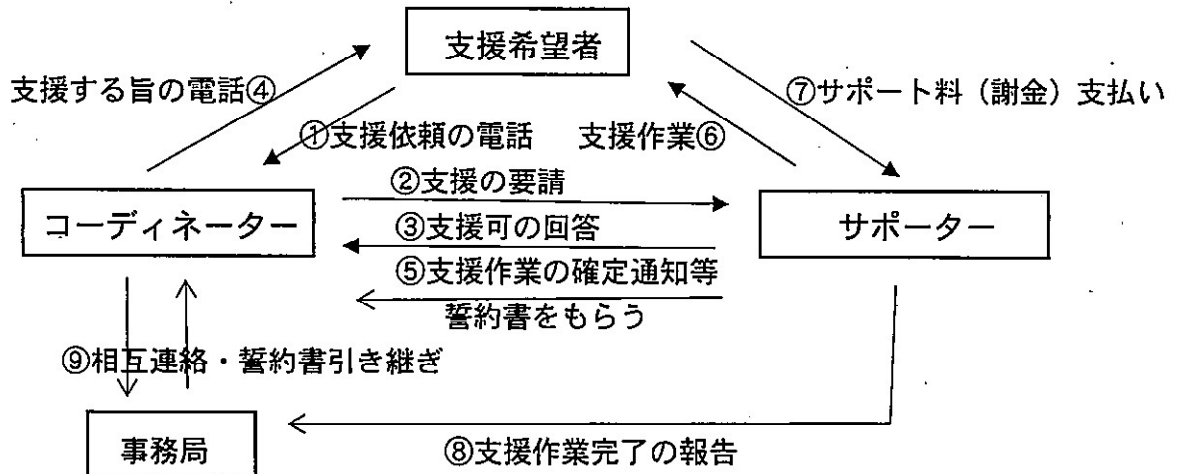 支援希望者
支援する旨の電話④
⑦サポート料（謝金）支払い
①支援依頼の電話
支援作業⑥
②支援の要請
コーディネーター
③支援可の回答
サポーター
⑤支援作業の確定通知等
誓約書をもらう
⑨相互連絡・誓約書引き継ぎ
事務局
⑧支援作業完了の報告